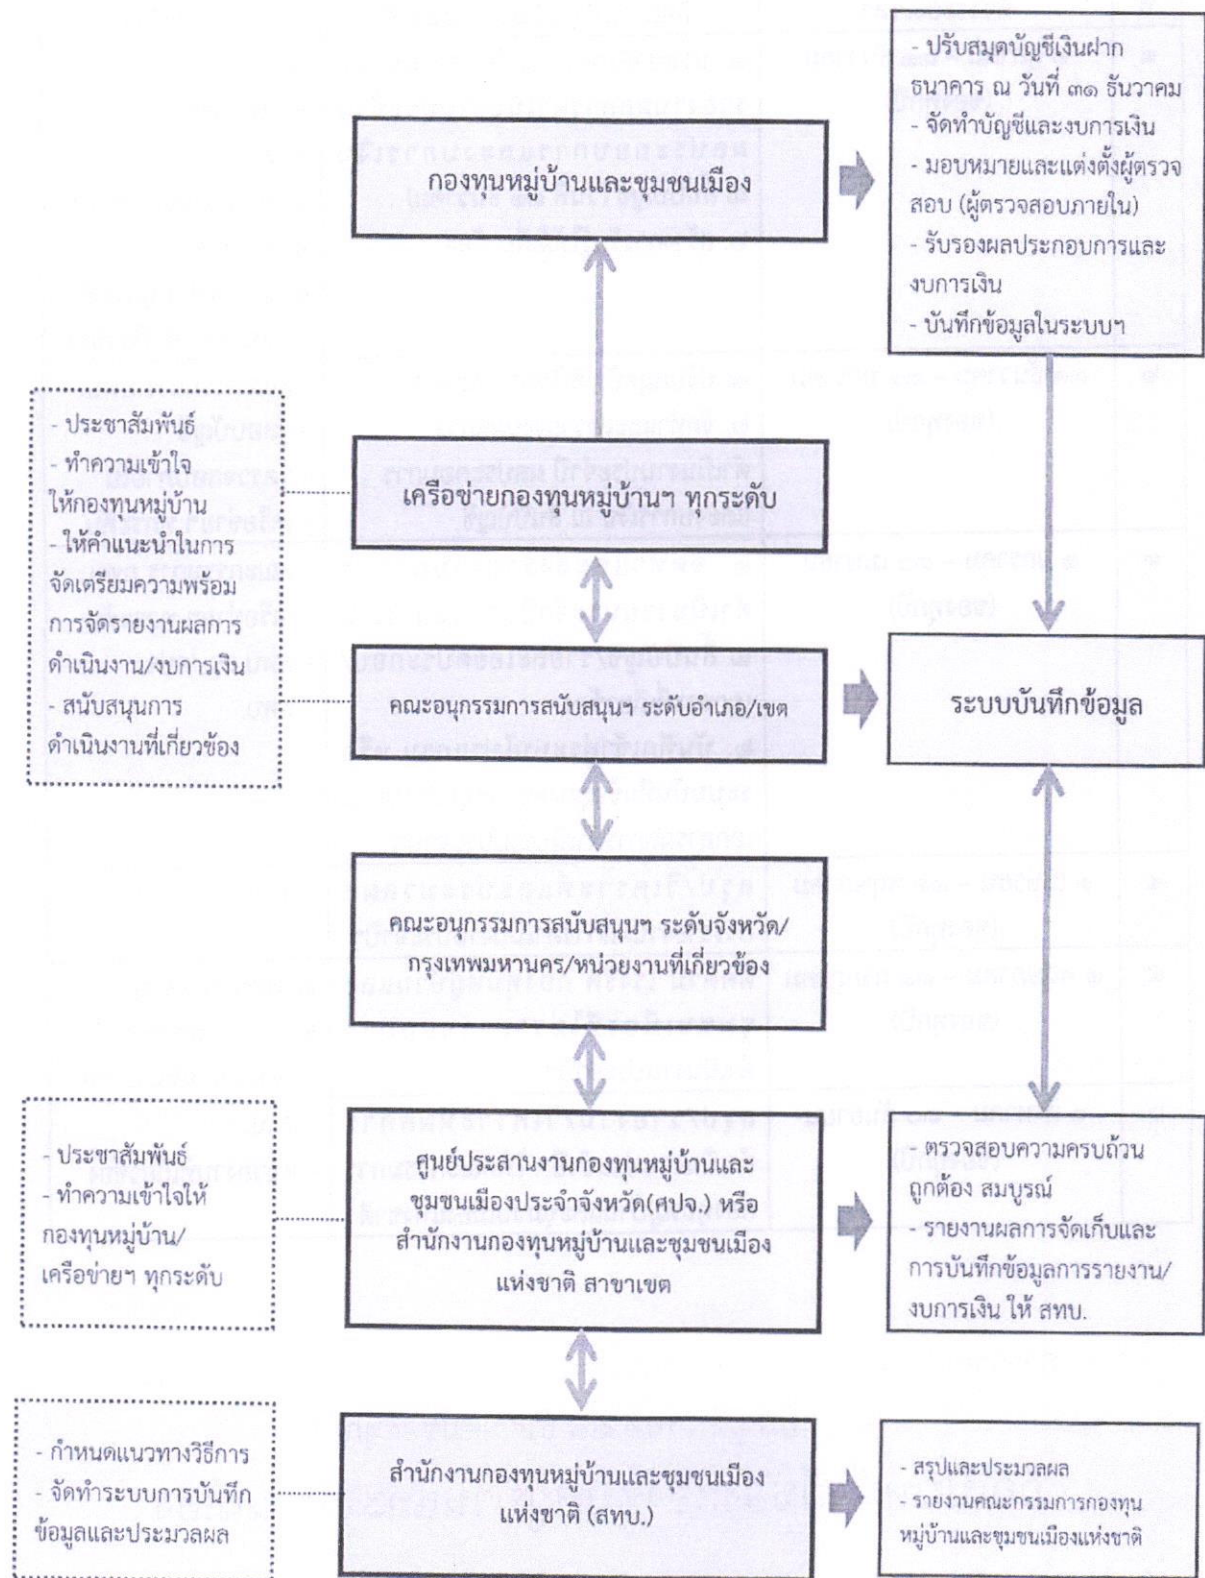 - ปรับสมุดบัญชีเงินฝาก
ธนาคาร ณ วันที่ ๓๑ ธันวาคม
- จัดทำบัญชีและงบการเงิน
- มอบหมายและแต่งตั้งผู้ตรวจ
สอบ (ผู้ตรวจสอบภายใน)
- รับรองผลประกอบการและ
งบการเงิน
- บันทึกข้อมูลในระบบฯ
กองทุนหมู่บ้านและชุมชนเมือง
- ประชาสัมพันธ์
- ทำความเข้าใจ
ให้กองทุนหมู่บ้าน
- ให้คำแนะนำในการ
จัดเตรียมความพร้อม
การจัดรายงานผลการ
ดำเนินงาน/งบการเงิน
- สนับสนุนการ
ดำเนินงานที่เกี่ยวข้อง
เครือข่ายกองทุนหมู่บ้านฯ ทุกระดับ
คณะอนุกรรมการสนับสนุนฯ ระดับอำเภอ/เขต
ระบบบันทึกข้อมูล
คณะอนุกรรมการสนับสนุนฯ ระดับจังหวัด/
กรุงเทพมหานคร/หน่วยงานที่เกี่ยวข้อง
- ประชาสัมพันธ์
- ทำความเข้าใจให้
กองทุนหมู่บ้าน/
เครือข่ายฯ ทุกระดับ
ศูนย์ประสานงานกองทุนหมู่บ้านและ
ชุมชนเมืองประจำจังหวัด(ศปจ.) หรือ
สำนักงานกองทุนหมู่บ้านและชุมชนเมือง
แห่งชาติ สาขาเขต
- ตรวจสอบความครบถ้วน
ถูกต้อง สมบูรณ์
- รายงานผลการจัดเก็บและ
การบันทึกข้อมูลการรายงาน/
งบการเงิน ให้ สทบ.
- กำหนดแนวทางวิธีการ
- จัดทำระบบการบันทึก
ข้อมูลและประมวลผล
สำนักงานกองทุนหมู่บ้านและชุมชนเมือง
แห่งชาติ (สทบ.)
- สรุปและประมวลผล
- รายงานคณะกรรมการกองทุน
หมู่บ้านและชุมชนเมืองแห่งชาติ